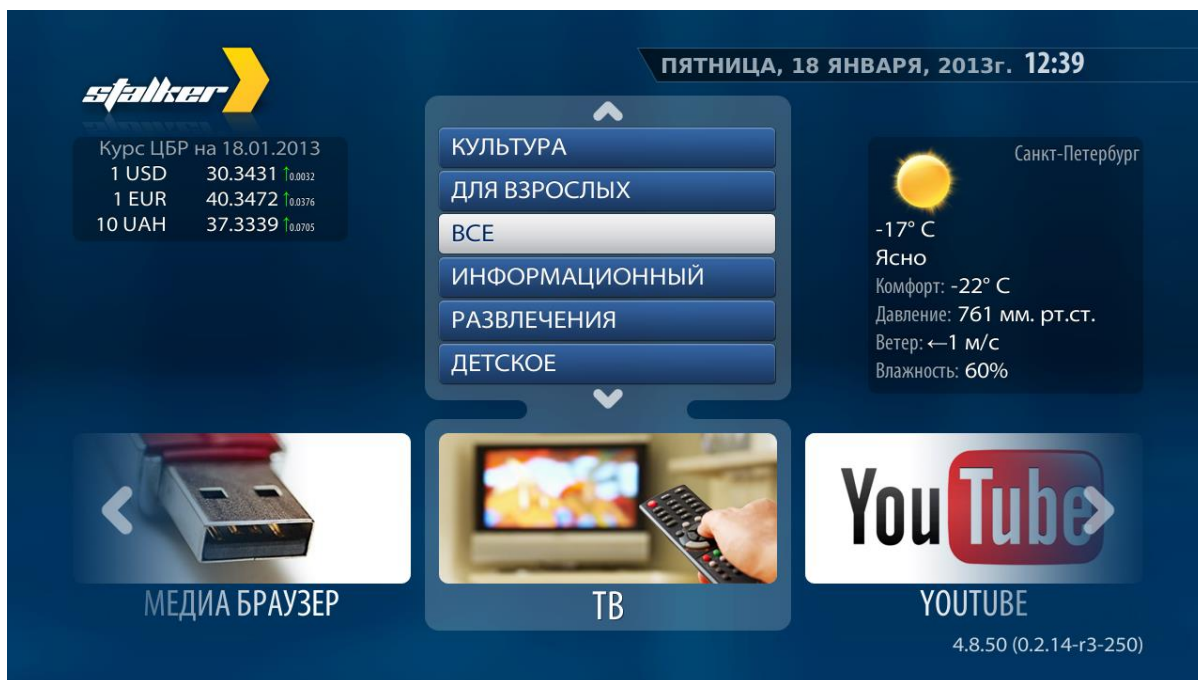 stalker
ПЯТНИЦА, 18 ЯНВАРЯ, 2013г. 12:39
Курс ЦБР на 18.01.2013
1 USD 30.3431 ↑0.0032
1 EUR 40.3472 ↑0.0376
10 UAH 37.3339 ↑0.0705
КУЛЬТУРА
ДЛЯ ВЗРОСЛЫХ
ВСЕ
ИНФОРМАЦИОННЫЙ
РАЗВЛЕЧЕНИЯ
ДЕТСКОЕ
Санкт-Петербург
-17° C
Ясно
Комфорт: -22° C
Давление: 761 мм. рт.ст.
Ветер: ←1 м/с
Влажность: 60%
YouTube
МЕДИА БРАУЗЕР
ТВ
YOUTUBE
4.8.50 (0.2.14-r3-250)